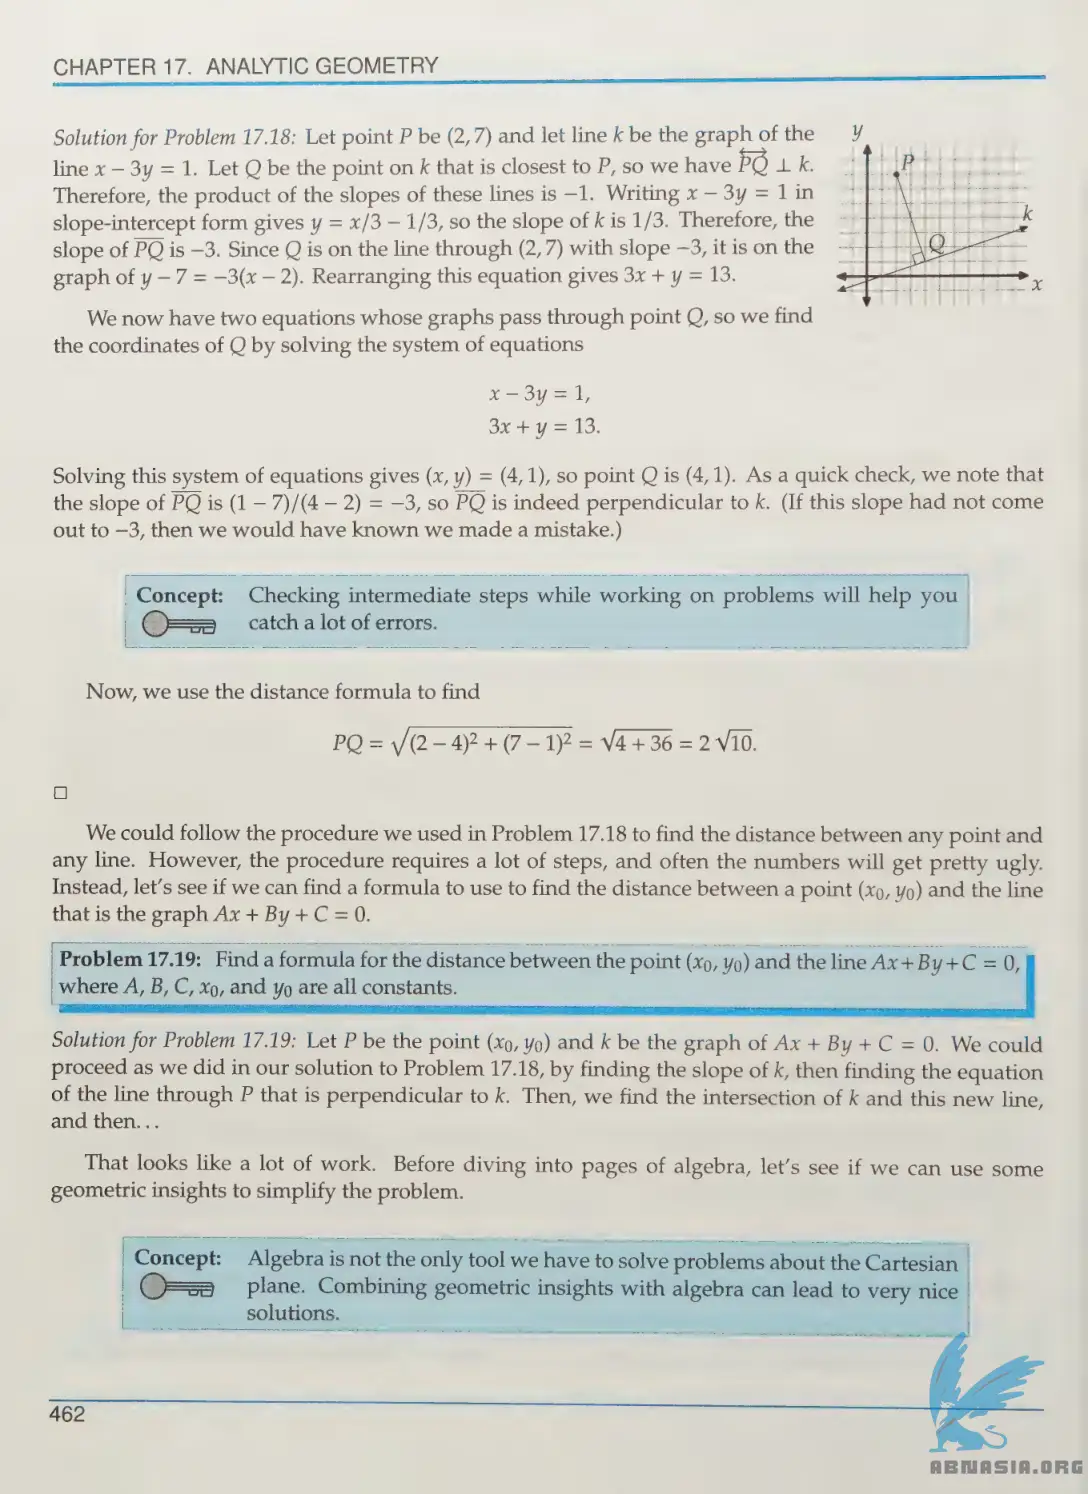 CHAPTER 17. ANALYTIC GEOMETRY
Solution for Problem 17.18: Let point P be (2, 7) and let line k be the graph of the
line x − 3y = 1. Let Q be the point on k that is closest to P, so we have PQ ⊥ k.
Therefore, the product of the slopes of these lines is −1. Writing x − 3y = 1 in
slope-intercept form gives y = x/3 − 1/3, so the slope of k is 1/3. Therefore, the
slope of PQ is −3. Since Q is on the line through (2, 7) with slope −3, it is on the
graph of y − 7 = −3(x − 2). Rearranging this equation gives 3x + y = 13.
y
P
k
Q
x
We now have two equations whose graphs pass through point Q, so we find
the coordinates of Q by solving the system of equations
x − 3y = 1,
3x + y = 13.
Solving this system of equations gives (x, y) = (4, 1), so point Q is (4, 1). As a quick check, we note that
the slope of PQ is (1 − 7)/(4 − 2) = −3, so PQ is indeed perpendicular to k. (If this slope had not come
out to −3, then we would have known we made a mistake.)
Concept: Checking intermediate steps while working on problems will help you
catch a lot of errors.
Now, we use the distance formula to find
PQ = √(2 − 4)² + (7 − 1)² = √4 + 36 = 2 √10.
□
We could follow the procedure we used in Problem 17.18 to find the distance between any point and
any line. However, the procedure requires a lot of steps, and often the numbers will get pretty ugly.
Instead, let's see if we can find a formula to use to find the distance between a point (x₀, y₀) and the line
that is the graph Ax + By + C = 0.
Problem 17.19: Find a formula for the distance between the point (x₀, y₀) and the line Ax + By + C = 0,
where A, B, C, x₀, and y₀ are all constants.
Solution for Problem 17.19: Let P be the point (x₀, y₀) and k be the graph of Ax + By + C = 0. We could
proceed as we did in our solution to Problem 17.18, by finding the slope of k, then finding the equation
of the line through P that is perpendicular to k. Then, we find the intersection of k and this new line,
and then...
That looks like a lot of work. Before diving into pages of algebra, let's see if we can use some
geometric insights to simplify the problem.
Concept: Algebra is not the only tool we have to solve problems about the Cartesian
plane. Combining geometric insights with algebra can lead to very nice
solutions.
462
ABNASIA.ORG